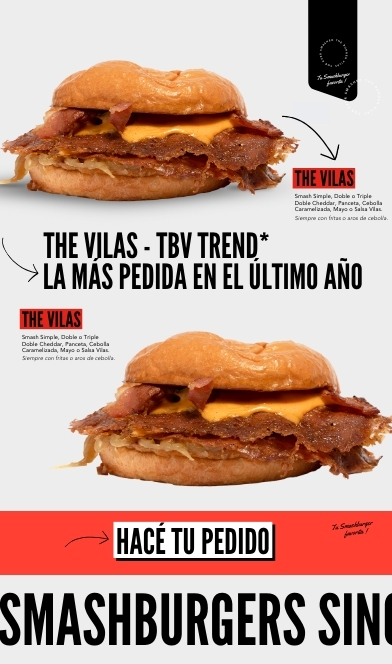 Tu Smashburger
favorita !
THE VILAS
Smash Simple, Doble o Triple
Doble Cheddar, Panceta, Cebolla
Caramelizada, Mayo o Salsa Vilas.
Siempre con fritas o aros de cebolla.
THE VILAS - TBV TREND*
LA MÁS PEDIDA EN EL ÚLTIMO AÑO
THE VILAS
Smash Simple, Doble o Triple
Doble Cheddar, Panceta, Cebolla
Caramelizada, Mayo o Salsa Vilas.
Siempre con fritas o aros de cebolla.
HACÉ TU PEDIDO
Tu Smashburger
favorita !
SMASHBURGERS SINC